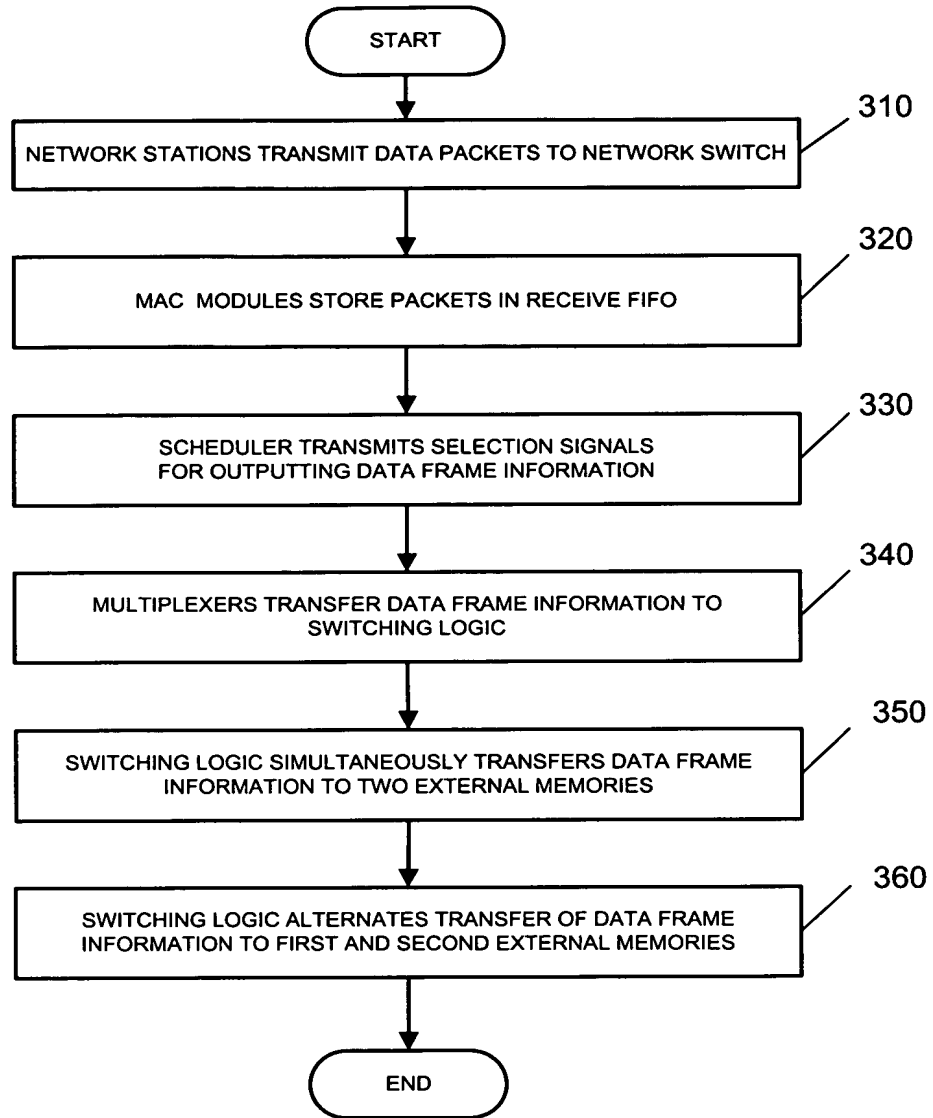 START
310
NETWORK STATIONS TRANSMIT DATA PACKETS TO NETWORK SWITCH
320
MAC MODULES STORE PACKETS IN RECEIVE FIFO
330
SCHEDULER TRANSMITS SELECTION SIGNALS
FOR OUTPUTTING DATA FRAME INFORMATION
340
MULTIPLEXERS TRANSFER DATA FRAME INFORMATION TO
SWITCHING LOGIC
350
SWITCHING LOGIC SIMULTANEOUSLY TRANSFERS DATA FRAME
INFORMATION TO TWO EXTERNAL MEMORIES
360
SWITCHING LOGIC ALTERNATES TRANSFER OF DATA FRAME
INFORMATION TO FIRST AND SECOND EXTERNAL MEMORIES
END